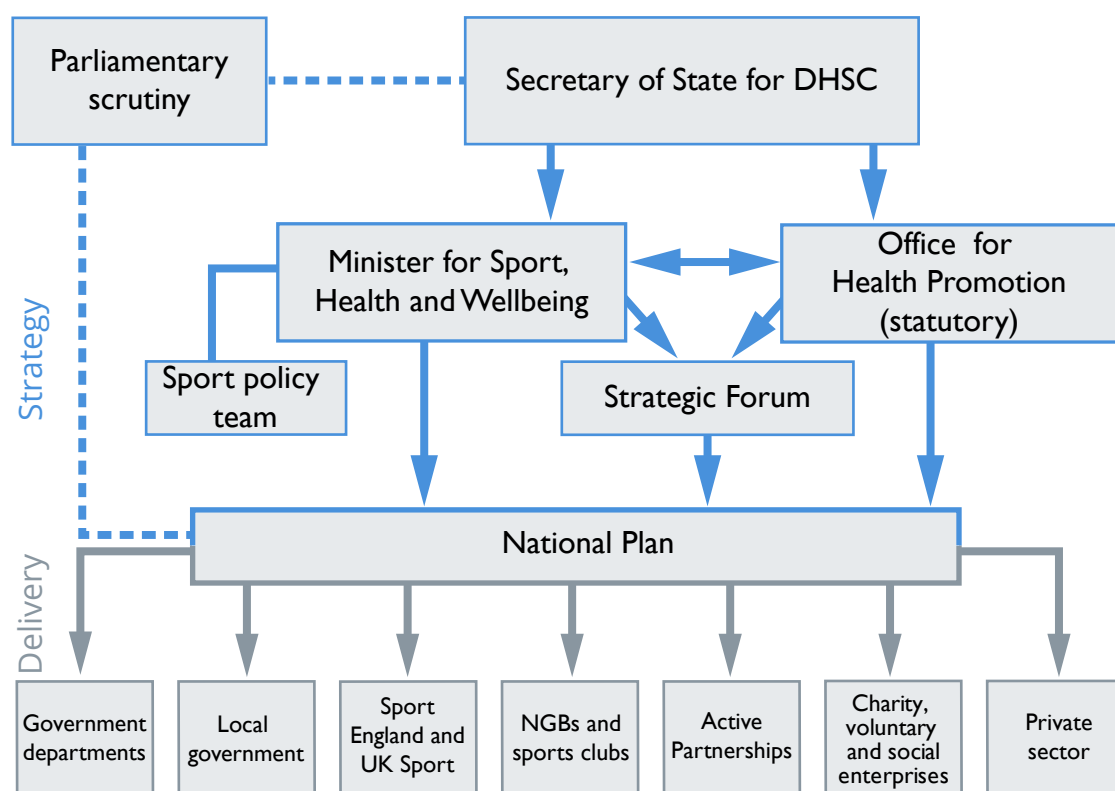 Parliamentary
scrutiny
Secretary of State for DHSC
Minister for Sport,
Health and Wellbeing
Office for
Health Promotion
(statutory)
Sport policy
team
Strategic Forum
Strategy
National Plan
Delivery
Government
departments
Local
government
Sport
England and
UK Sport
NGBs and
sports clubs
Active
Partnerships
Charity,
voluntary
and social
enterprises
Private
sector